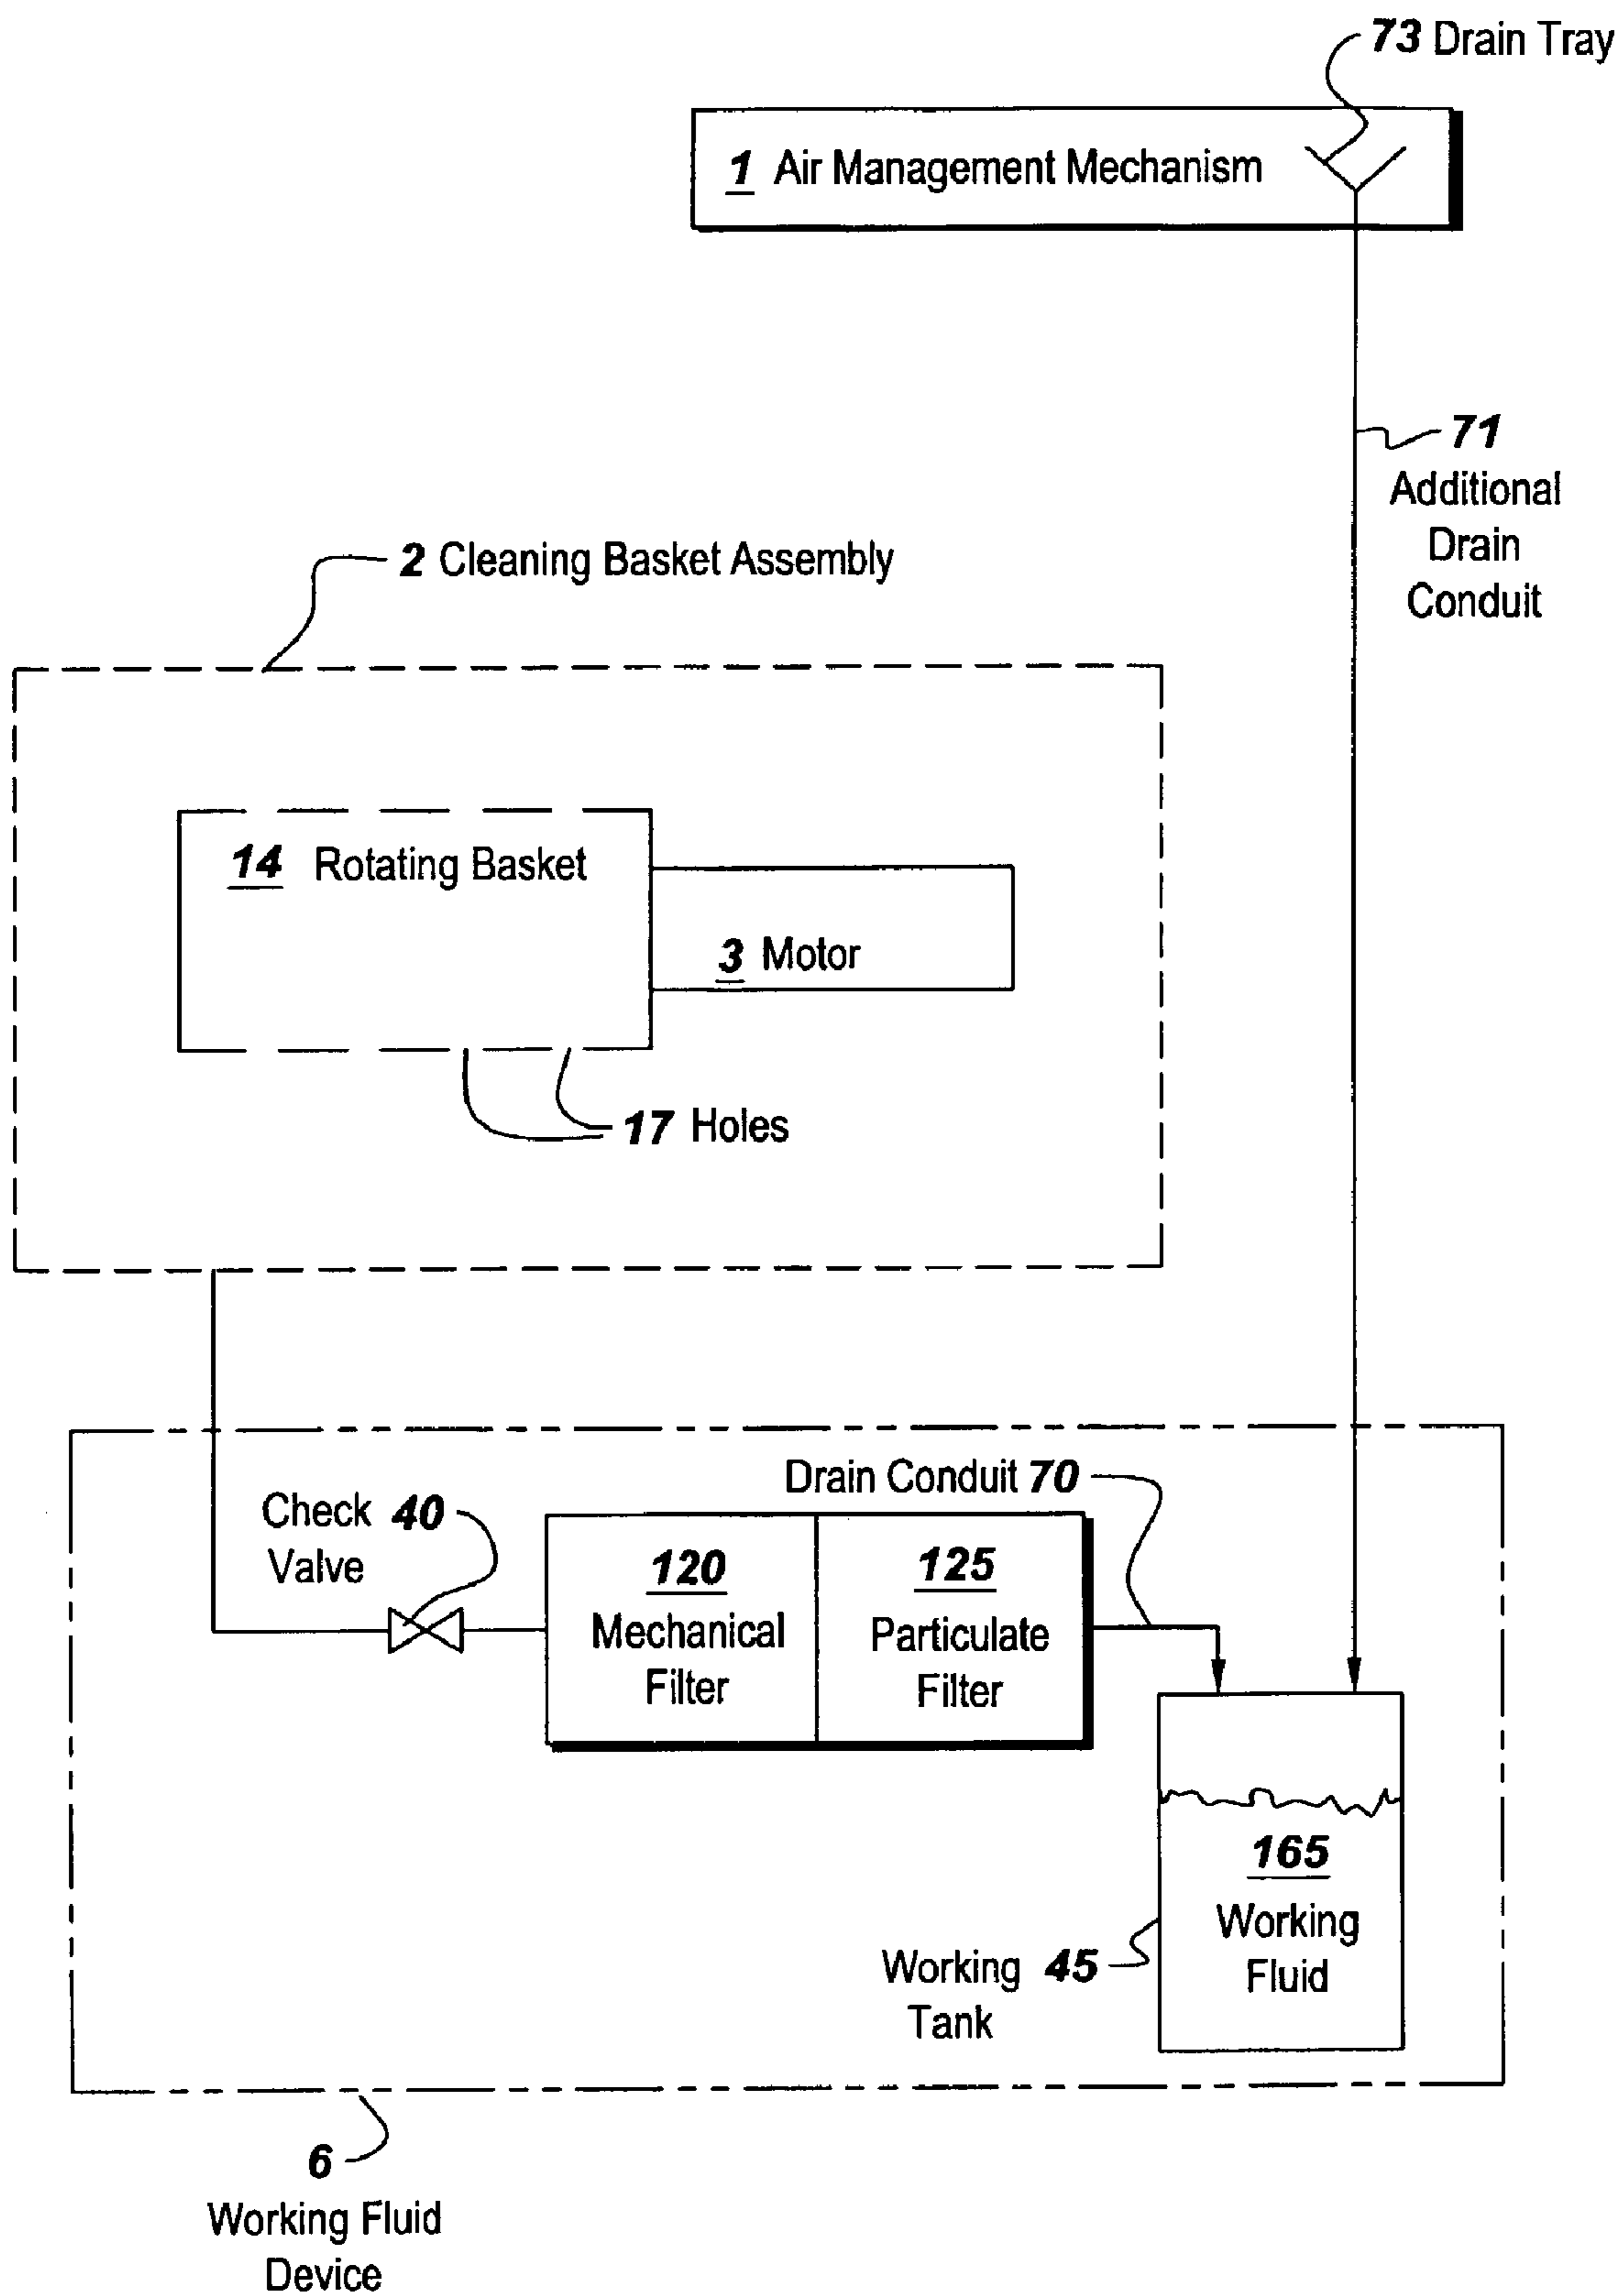 73 Drain Tray
1 Air Management Mechanism
71
Additional
Drain
Conduit
2 Cleaning Basket Assembly
14 Rotating Basket
3 Motor
17 Holes
Drain Conduit 70
Check 40
Valve
120
Mechanical
Filter
125
Particulate
Filter
165
Working
Fluid
Working 45
Tank
6
Working Fluid
Device